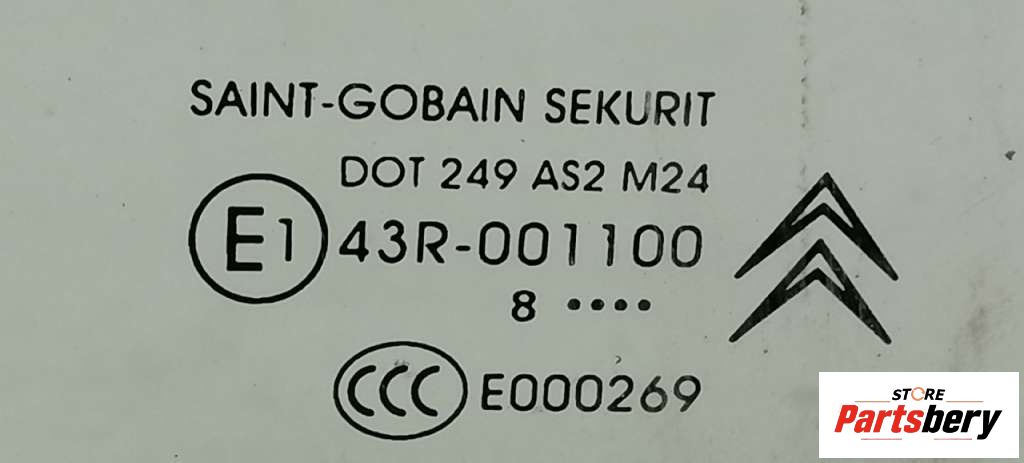 SAINT-GOBAIN SEKURIT
DOT 249 AS2 M24
E1 43R-001100
8 ••••
CCC E000269
STORE
Partsbery